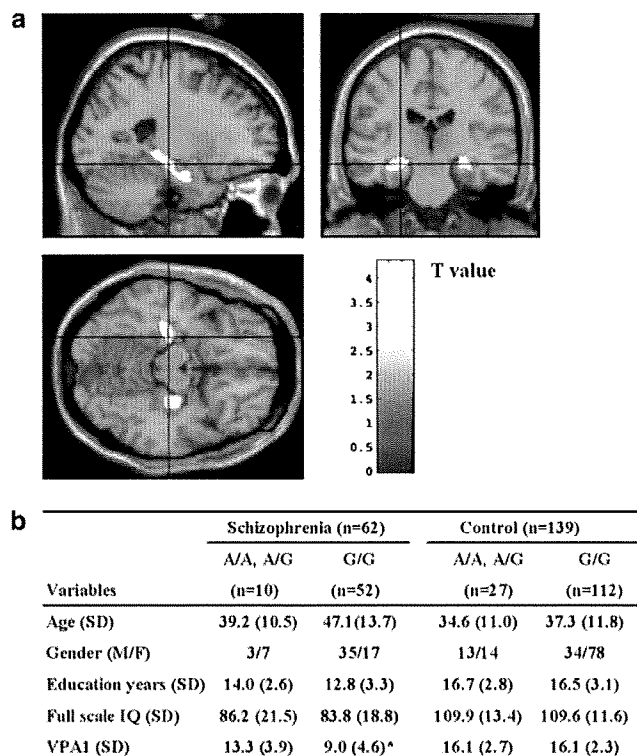 a
T value
4
3.5
3
2.5
2
1.5
1
0.5
0
b
Schizophrenia (n=62) Control (n=139)
A/A, A/G G/G A/A, A/G G/G
Variables (n=10) (n=52) (n=27) (n=112)
Age (SD) 39.2 (10.5) 47.1(13.7) 34.6 (11.0) 37.3 (11.8)
Gender (M/F) 3/7 35/17 13/14 34/78
Education years (SD) 14.0 (2.6) 12.8 (3.3) 16.7 (2.8) 16.5 (3.1)
Full scale IQ (SD) 86.2 (21.5) 83.8 (18.8) 109.9 (13.4) 109.6 (11.6)
VPAI (SD) 13.3 (3.9) 9.0 (4.6)* 16.1 (2.7) 16.1 (2.3)